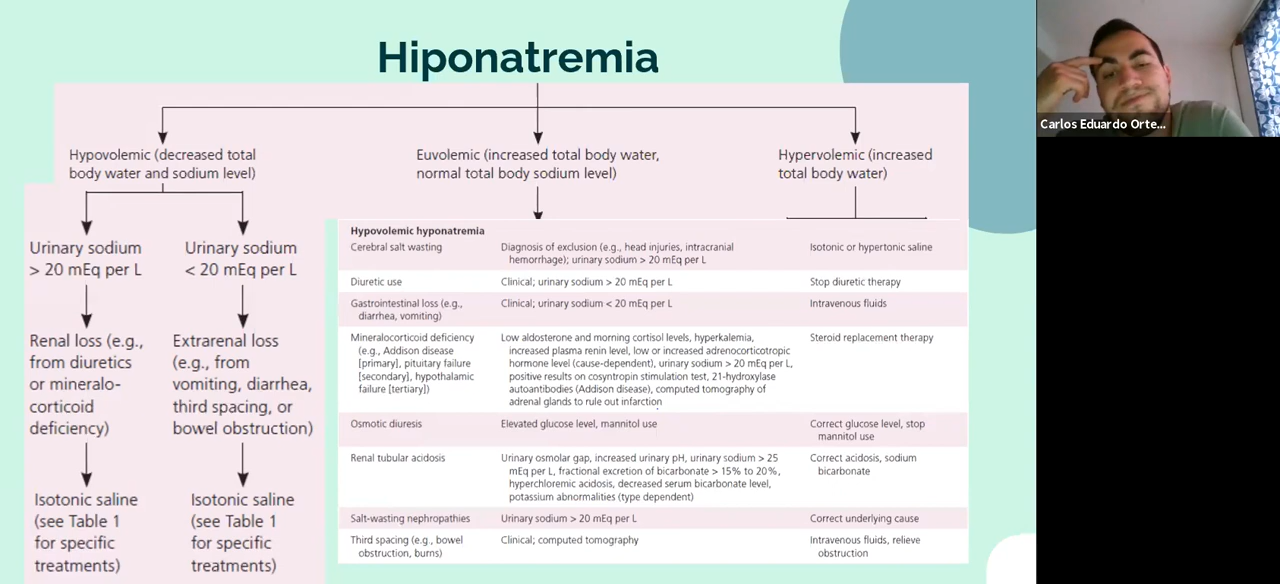 Hiponatremia
Hypovolemic (decreased total
body water and sodium level)
Euvolemic (increased total body water,
normal total body sodium level)
Hypervolemic (increased
total body water)
Urinary sodium
> 20 mEq per L
Urinary sodium
< 20 mEq per L
Renal loss (e.g.,
from diuretics
or mineralo-
corticoid
deficiency)
Extrarenal loss
(e.g., from
vomiting, diarrhea,
third spacing, or
bowel obstruction)
Isotonic saline
(see Table 1
for specific
treatments)
Isotonic saline
(see Table 1
for specific
treatments)
Hypovolemic hyponatremia
Cerebral salt wasting
Diagnosis of exclusion (e.g., head injuries, intracranial
hemorrhage); urinary sodium > 20 mEq per L
Isotonic or hypertonic saline
Diuretic use
Clinical; urinary sodium > 20 mEq per L
Stop diuretic therapy
Gastrointestinal loss (e.g.,
diarrhea, vomiting)
Clinical; urinary sodium < 20 mEq per L
Intravenous fluids
Mineralocorticoid deficiency
(e.g., Addison disease
[primary], pituitary failure
[secondary], hypothalamic
failure [tertiary])
Low aldosterone and morning cortisol levels, hyperkalemia,
increased plasma renin level, low or increased adrenocorticotropic
hormone level (cause-dependent), urinary sodium > 20 mEq per L,
positive results on cosyntropin stimulation test, 21-hydroxylase
autoantibodies (Addison disease), computed tomography of
adrenal glands to rule out infarction
Steroid replacement therapy
Osmotic diuresis
Elevated glucose level, mannitol use
Correct glucose level, stop
mannitol use
Renal tubular acidosis
Urinary osmolar gap, increased urinary pH, urinary sodium > 25
mEq per L, fractional excretion of bicarbonate > 15% to 20%,
hyperchloremic acidosis, decreased serum bicarbonate level,
potassium abnormalities (type dependent)
Correct acidosis, sodium
bicarbonate
Salt-wasting nephropathies
Urinary sodium > 20 mEq per L
Correct underlying cause
Third spacing (e.g., bowel
obstruction, burns)
Clinical; computed tomography
Intravenous fluids, relieve
obstruction
Carlos Eduardo Orte...